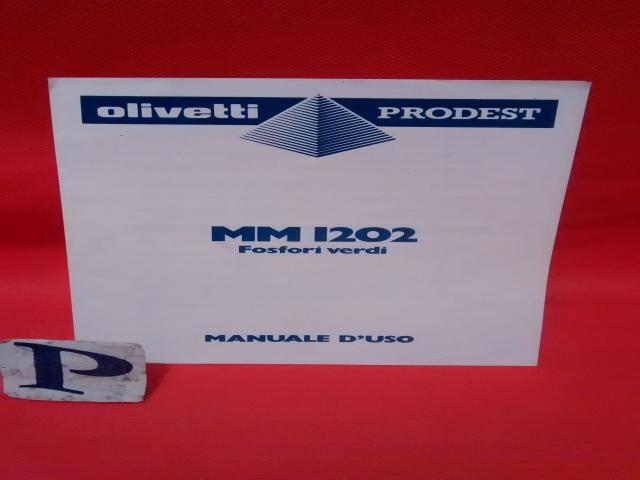 olivetti PRODEST
MM 1202
Fosfori verdi
MANUALE D'USO
P